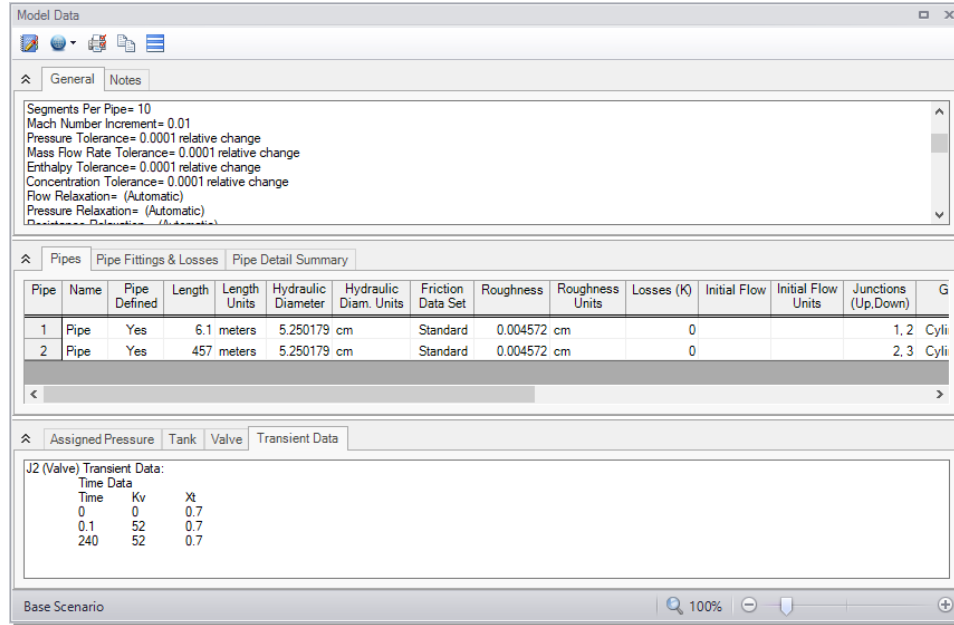 Model Data
General Notes
Segments Per Pipe= 10
Mach Number Increment= 0.01
Pressure Tolerance= 0.0001 relative change
Mass Flow Rate Tolerance= 0.0001 relative change
Enthalpy Tolerance= 0.0001 relative change
Concentration Tolerance= 0.0001 relative change
Flow Relaxation= (Automatic)
Pressure Relaxation= (Automatic)
Pipes Pipe Fittings & Losses Pipe Detail Summary
Pipe Name Pipe Defined Length Length Units Hydraulic Diameter Hydraulic Diam. Units Friction Data Set Roughness Roughness Units Losses (K) Initial Flow Initial Flow Units Junctions (Up,Down) G
1 Pipe Yes 6.1 meters 5.250179 cm Standard 0.004572 cm 0 1, 2 Cyli
2 Pipe Yes 457 meters 5.250179 cm Standard 0.004572 cm 0 2, 3 Cyli
Assigned Pressure Tank Valve Transient Data
J2 (Valve) Transient Data:
Time Data
Time Kv Xt
0 0 0.7
0.1 52 0.7
240 52 0.7
Base Scenario 100%